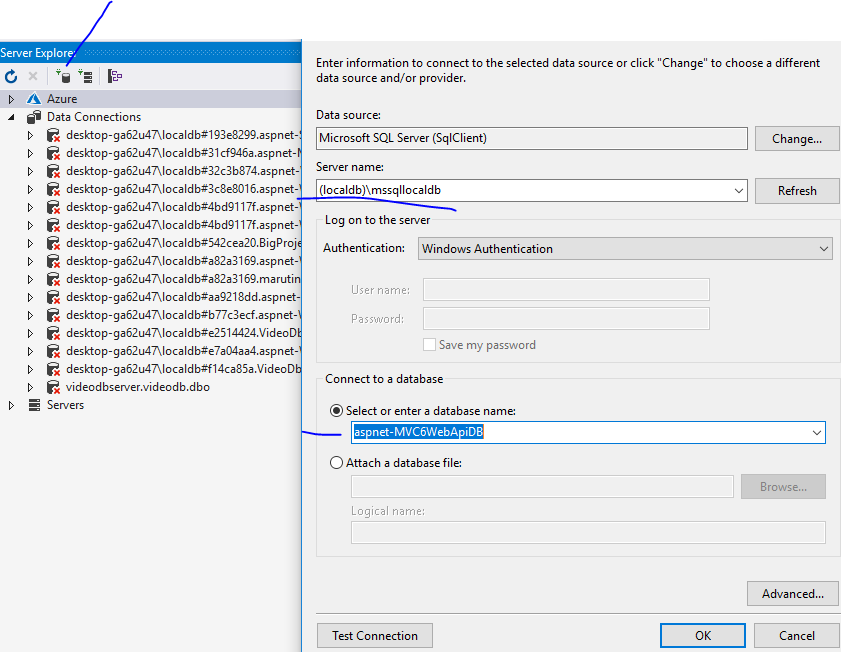 Server Explorer
Azure
Data Connections
desktop-ga62u47\localdb#193e8299.aspnet-S
desktop-ga62u47\localdb#31cf946a.aspnet-M
desktop-ga62u47\localdb#32c3b874.aspnet-V
desktop-ga62u47\localdb#3c8e8016.aspnet-V
desktop-ga62u47\localdb#4bd9117f.aspnet-V
desktop-ga62u47\localdb#4bd9117f.aspnet-V
desktop-ga62u47\localdb#542cea20.BigProje
desktop-ga62u47\localdb#a82a3169.aspnet-V
desktop-ga62u47\localdb#a82a3169.marutin
desktop-ga62u47\localdb#aa9218dd.aspnet-
desktop-ga62u47\localdb#b77c3ecf.aspnet-V
desktop-ga62u47\localdb#e2514424.VideoDb
desktop-ga62u47\localdb#e7a04aa4.aspnet-V
desktop-ga62u47\localdb#f14ca85a.VideoDb
videodbserver.videodb.dbo
Servers
Enter information to connect to the selected data source or click "Change" to choose a different
data source and/or provider.
Data source:
Microsoft SQL Server (SqlClient)
Change...
Server name:
(localdb)\mssqllocaldb
Refresh
Log on to the server
Authentication:
Windows Authentication
User name:
Password:
Save my password
Connect to a database
Select or enter a database name:
aspnet-MVC6WebApiDB
Attach a database file:
Browse...
Logical name:
Advanced...
Test Connection
OK
Cancel